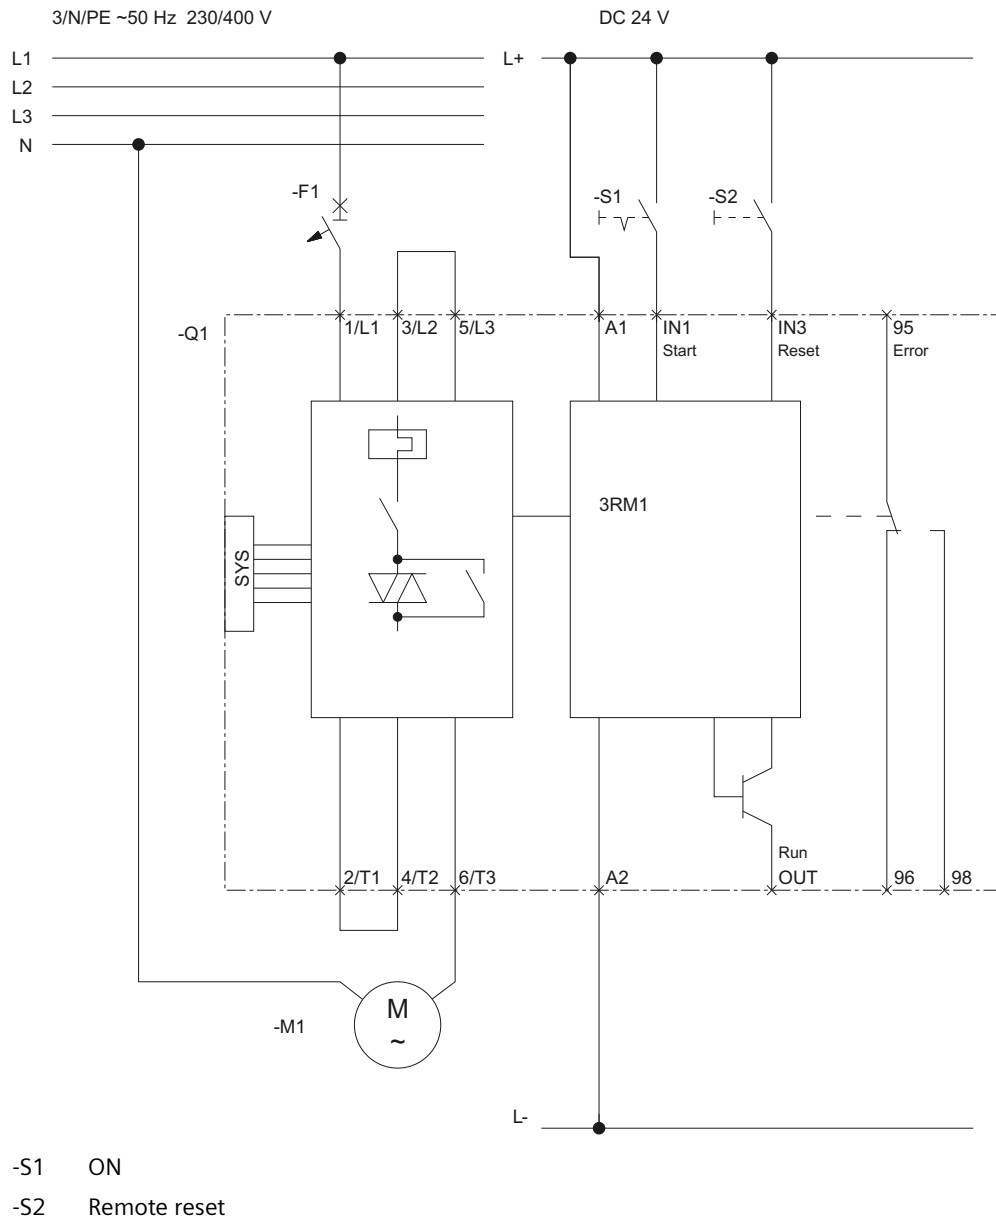 3/N/PE ~50 Hz 230/400 V
DC 24 V
L1
L+
L2
L3
N
-F1
-S1
-S2
-Q1
1/L1
3/L2
5/L3
A1
IN1
Start
IN3
Reset
95
Error
3RM1
SYS
Run
2/T1
4/T2
6/T3
A2
OUT
96
98
M
~
-M1
L-
-S1 ON
-S2 Remote reset